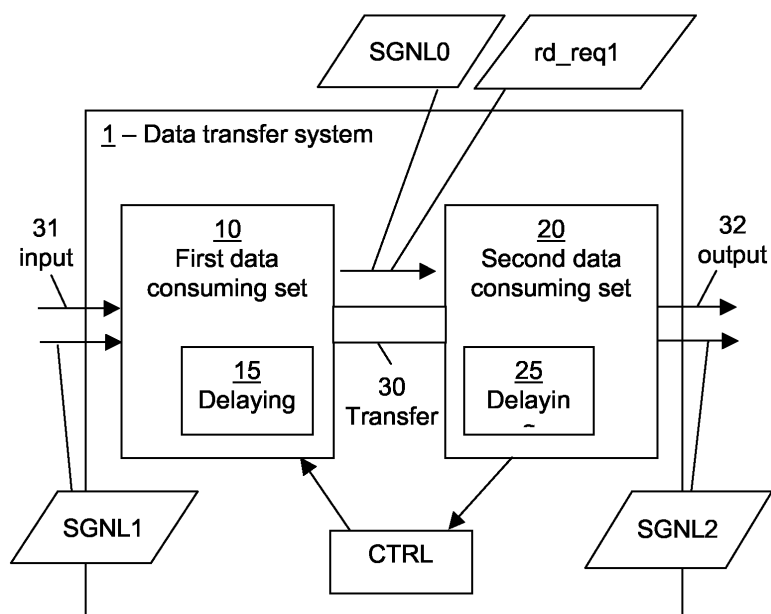 SGNL0
rd_req1
1 – Data transfer system
31
input
10
First data
consuming set
20
Second data
consuming set
32
output
15
Delaying
30
Transfer
25
Delayin
~
SGNL1
CTRL
SGNL2